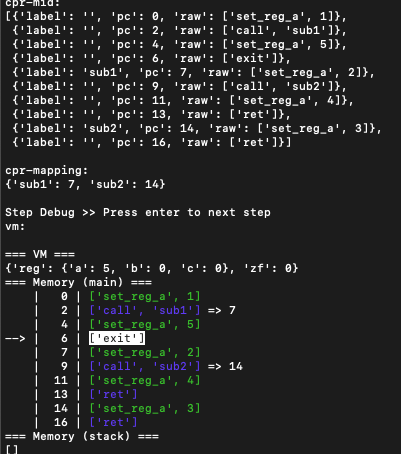 cpr-mid:
[{'label': '', 'pc': 0, 'raw': ['set_reg_a', 1]},
{'label': '', 'pc': 2, 'raw': ['call', 'sub1']},
{'label': '', 'pc': 4, 'raw': ['set_reg_a', 5]},
{'label': '', 'pc': 6, 'raw': ['exit']},
{'label': 'sub1', 'pc': 7, 'raw': ['set_reg_a', 2]},
{'label': '', 'pc': 9, 'raw': ['call', 'sub2']},
{'label': '', 'pc': 11, 'raw': ['set_reg_a', 4]},
{'label': '', 'pc': 13, 'raw': ['ret']},
{'label': 'sub2', 'pc': 14, 'raw': ['set_reg_a', 3]},
{'label': '', 'pc': 16, 'raw': ['ret']}]
cpr-mapping:
{'sub1': 7, 'sub2': 14}
Step Debug >> Press enter to next step
vm:
=== VM ===
{'reg': {'a': 5, 'b': 0, 'c': 0}, 'zf': 0}
=== Memory (main) ===
| 0 | ['set_reg_a', 1]
| 2 | ['call', 'sub1'] => 7
| 4 | ['set_reg_a', 5]
--> | 6 | ['exit']
| 7 | ['set_reg_a', 2]
| 9 | ['call', 'sub2'] => 14
| 11 | ['set_reg_a', 4]
| 13 | ['ret']
| 14 | ['set_reg_a', 3]
| 16 | ['ret']
=== Memory (stack) ===
[]